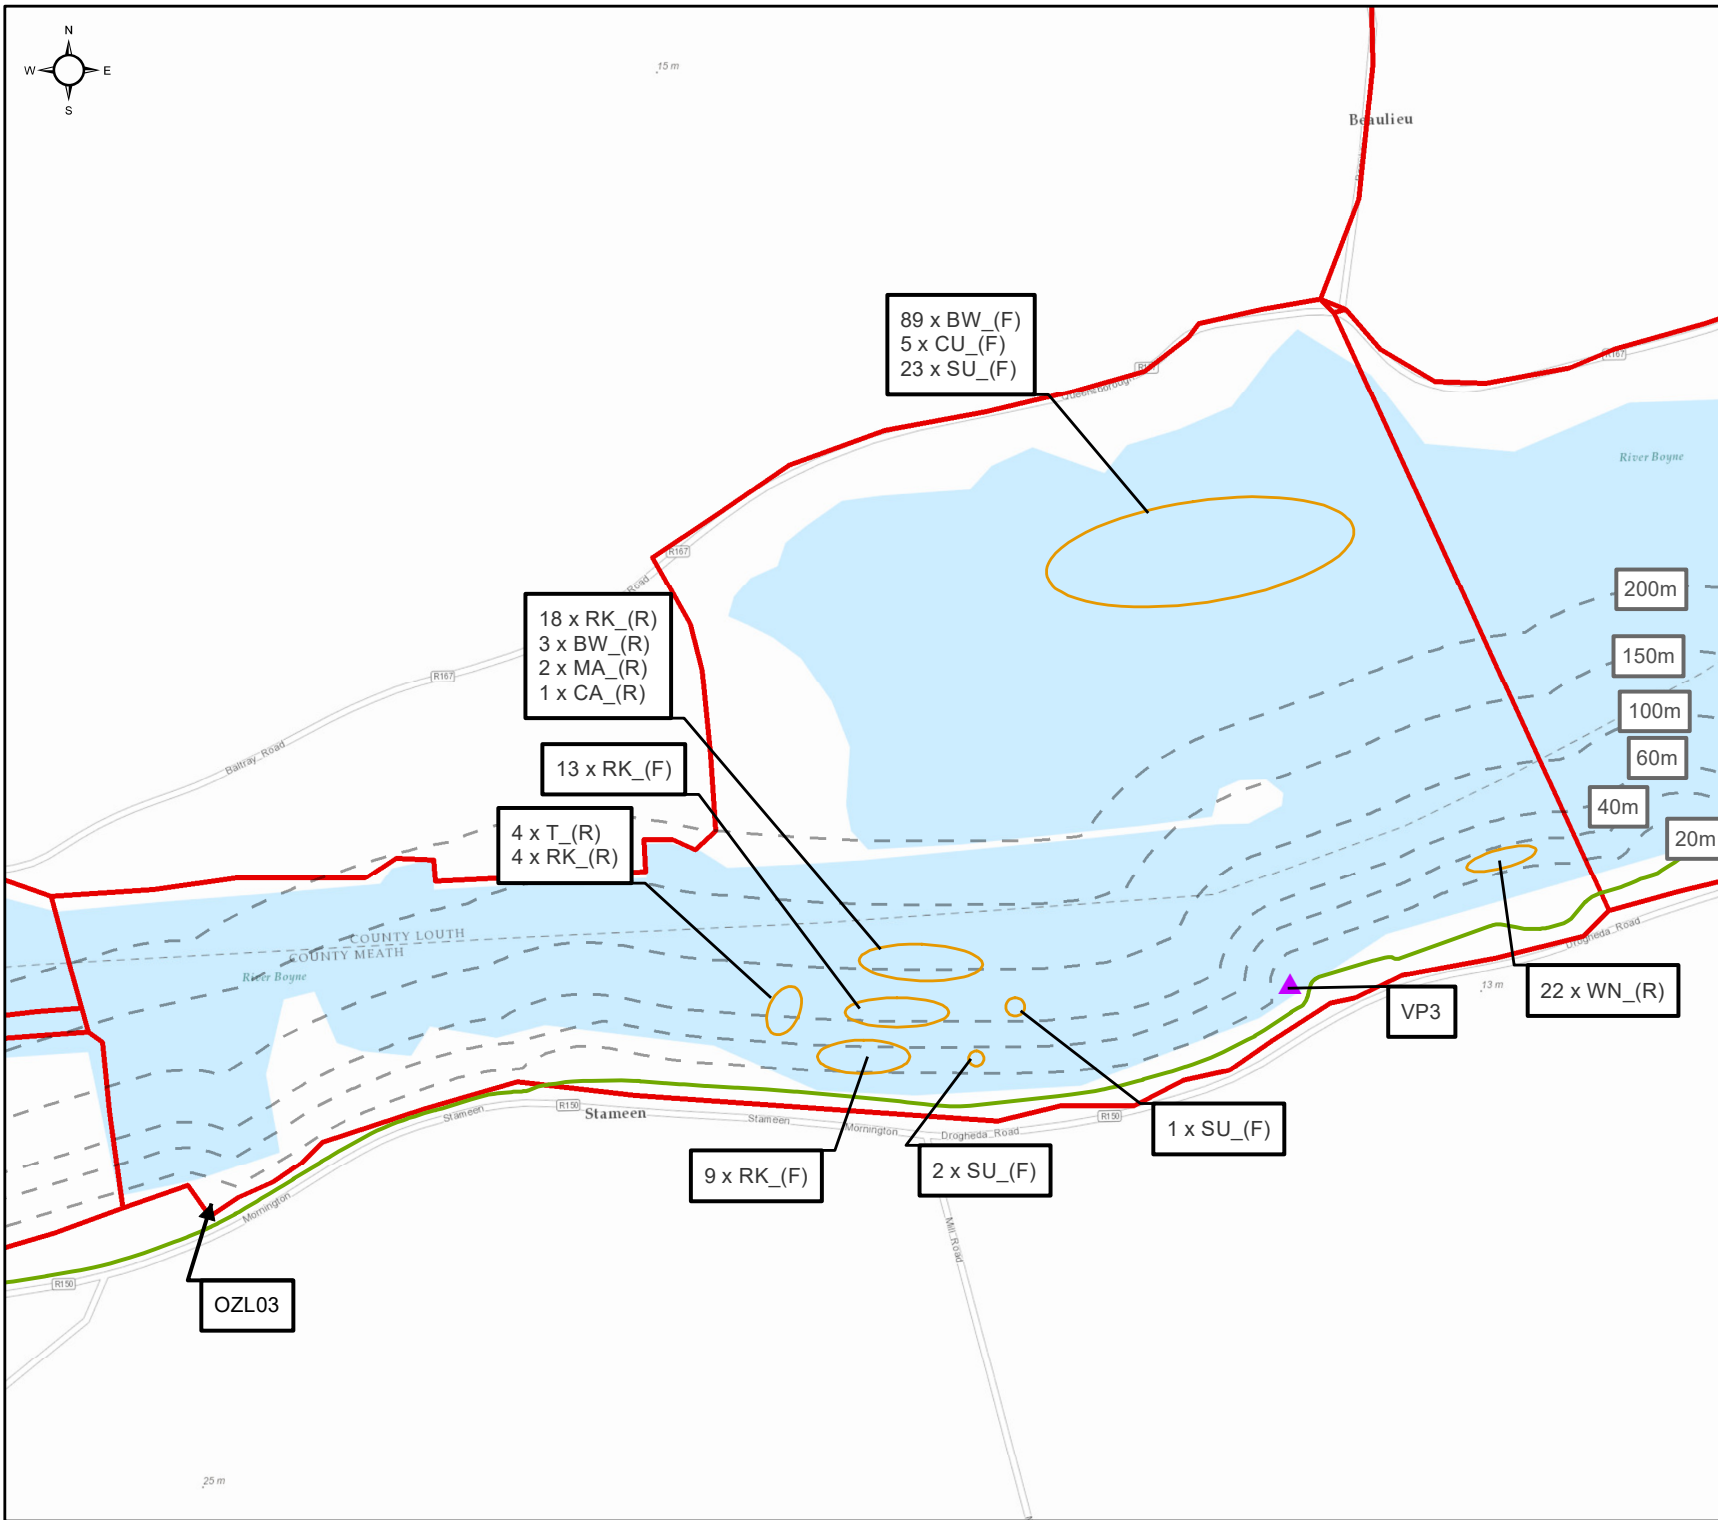 N
W E
S
15 m
Beaulieu
89 x BW_(F)
5 x CU_(F)
23 x SU_(F)
R167
River Boyne
R167
Road
200m
18 x RK_(R)
3 x BW_(R)
2 x MA_(R)
1 x CA_(R)
150m
R167
100m
Baltray Road
60m
13 x RK_(F)
40m
4 x T_(R)
4 x RK_(R)
20m
COUNTY LOUTH
COUNTY MEATH
River Boyne
Drogheda Road
13 m
22 x WN_(R)
VP3
R150
Stameen
Stameen
Stameen
Mornington
Drogheda Road
R150
1 x SU_(F)
9 x RK_(F)
2 x SU_(F)
Mornington
Mill Road
R150
OZL03
25 m